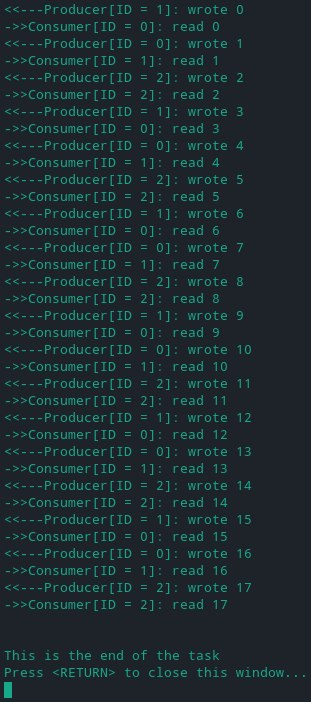 <<---Producer[ID = 1]: wrote 0
->>Consumer[ID = 0]: read 0
<<---Producer[ID = 0]: wrote 1
->>Consumer[ID = 1]: read 1
<<---Producer[ID = 2]: wrote 2
->>Consumer[ID = 2]: read 2
<<---Producer[ID = 1]: wrote 3
->>Consumer[ID = 0]: read 3
<<---Producer[ID = 0]: wrote 4
->>Consumer[ID = 1]: read 4
<<---Producer[ID = 2]: wrote 5
->>Consumer[ID = 2]: read 5
<<---Producer[ID = 1]: wrote 6
->>Consumer[ID = 0]: read 6
<<---Producer[ID = 0]: wrote 7
->>Consumer[ID = 1]: read 7
<<---Producer[ID = 2]: wrote 8
->>Consumer[ID = 2]: read 8
<<---Producer[ID = 1]: wrote 9
->>Consumer[ID = 0]: read 9
<<---Producer[ID = 0]: wrote 10
->>Consumer[ID = 1]: read 10
<<---Producer[ID = 2]: wrote 11
->>Consumer[ID = 2]: read 11
<<---Producer[ID = 1]: wrote 12
->>Consumer[ID = 0]: read 12
<<---Producer[ID = 0]: wrote 13
->>Consumer[ID = 1]: read 13
<<---Producer[ID = 2]: wrote 14
->>Consumer[ID = 2]: read 14
<<---Producer[ID = 1]: wrote 15
->>Consumer[ID = 0]: read 15
<<---Producer[ID = 0]: wrote 16
->>Consumer[ID = 1]: read 16
<<---Producer[ID = 2]: wrote 17
->>Consumer[ID = 2]: read 17
This is the end of the task
Press <RETURN> to close this window...